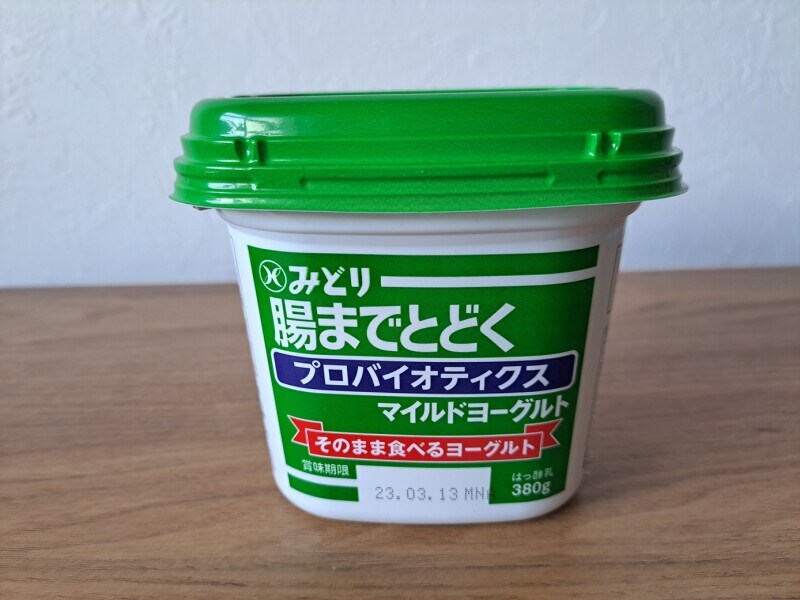 みどり
腸までとどく
プロバイオティクス
マイルドヨーグルト
そのまま食べるヨーグルト
賞味期限
23.03.13 MN
はっ酵乳
380g